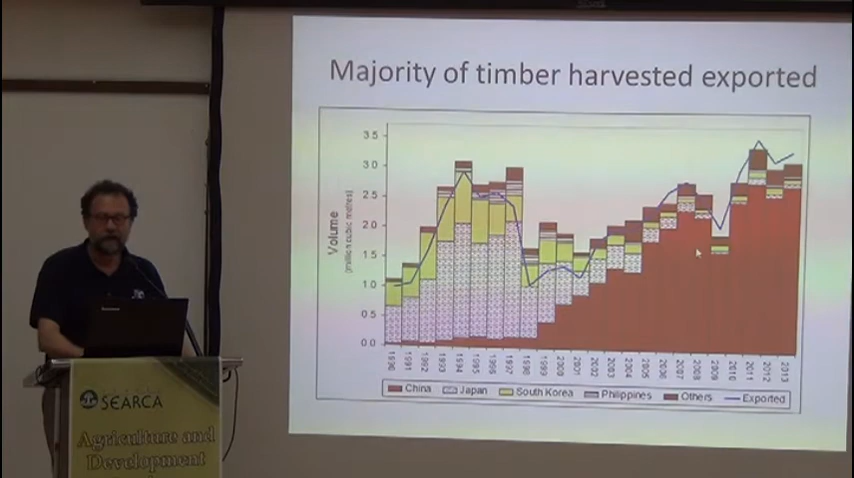 Majority of timber harvested exported
3.5
3.0
2.5
2.0
1.5
1.0
0.5
0.0
Volume
(million cubic metres)
1990 1991 1992 1993 1994 1995 1996 1997 1998 1999 2000 2001 2002 2003 2004 2005 2006 2007 2008 2009 2010 2011 2012 2013
China Japan South Korea Philippines Others Exported
lenovo
SEARCA
Agriculture and
Development